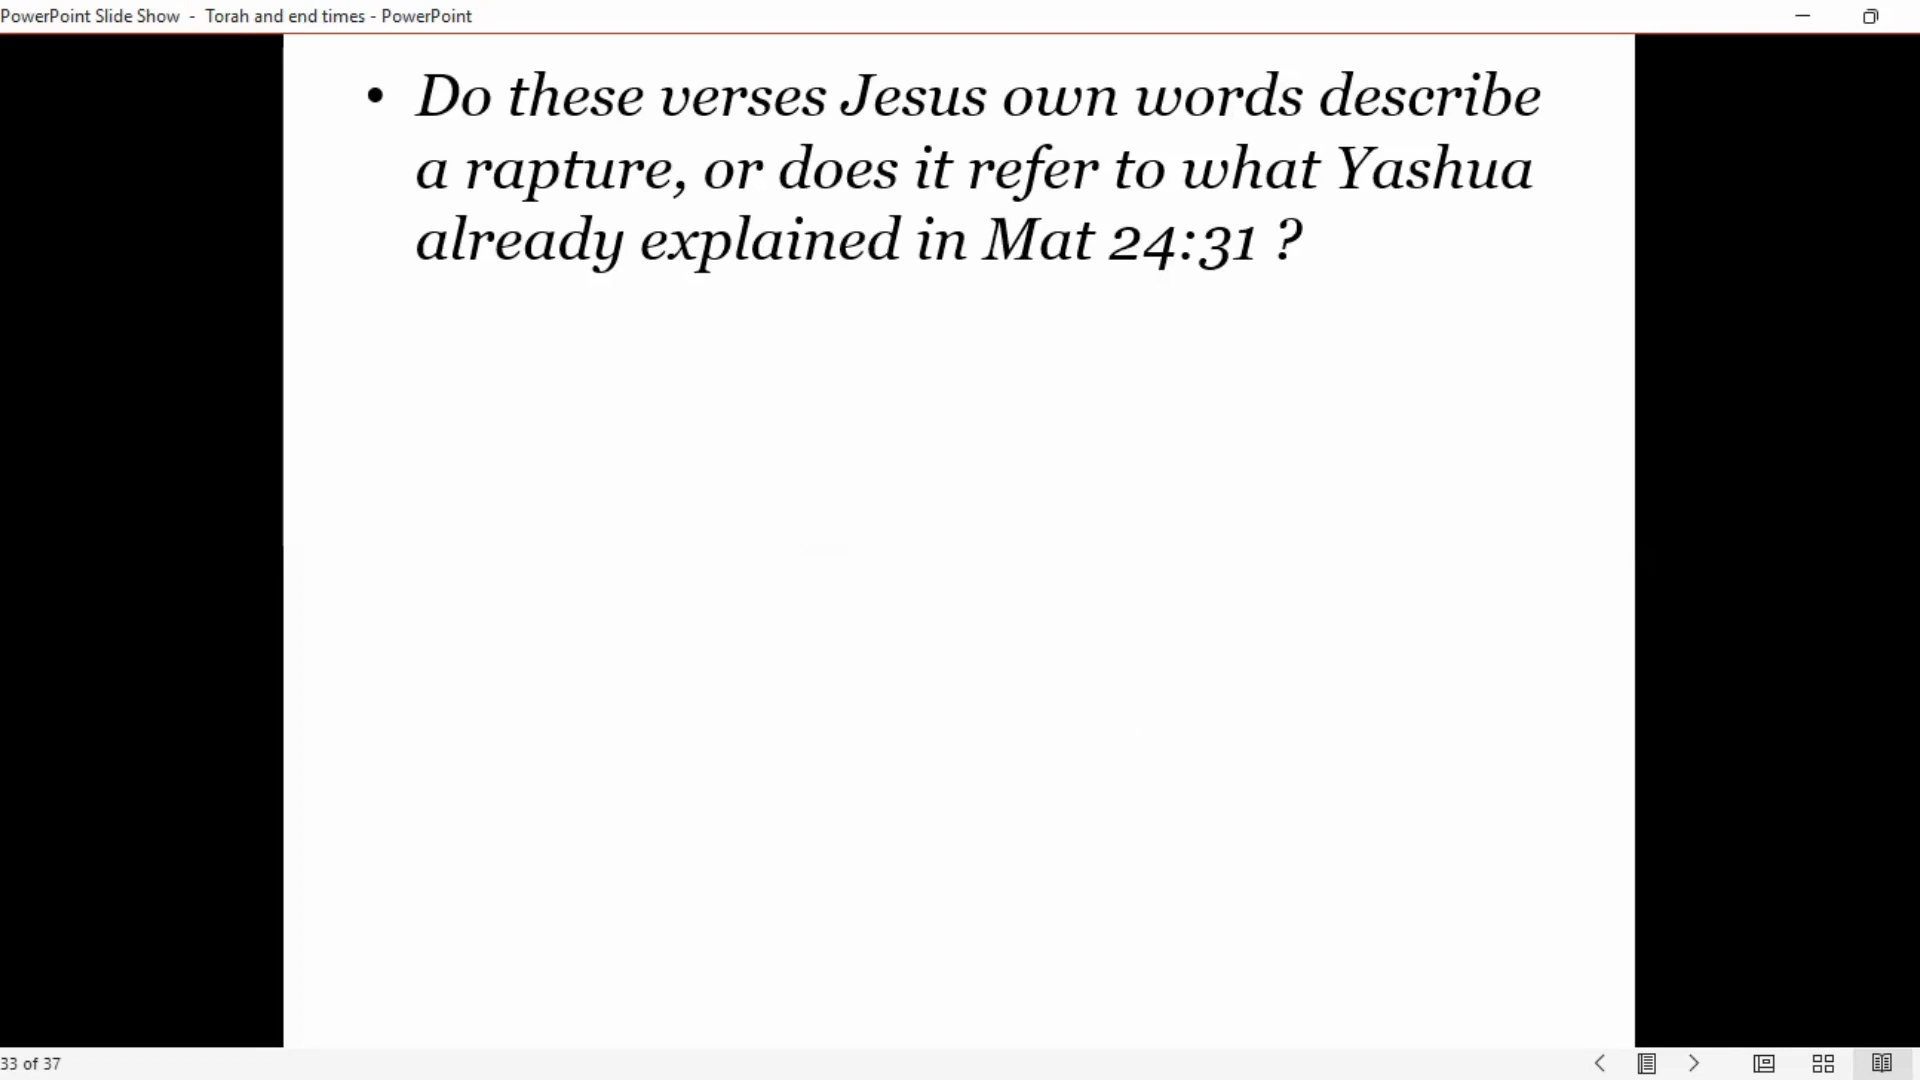 PowerPoint Slide Show - Torah and end times - PowerPoint
• Do these verses Jesus own words describe
a rapture, or does it refer to what Yashua
already explained in Mat 24:31 ?
33 of 37